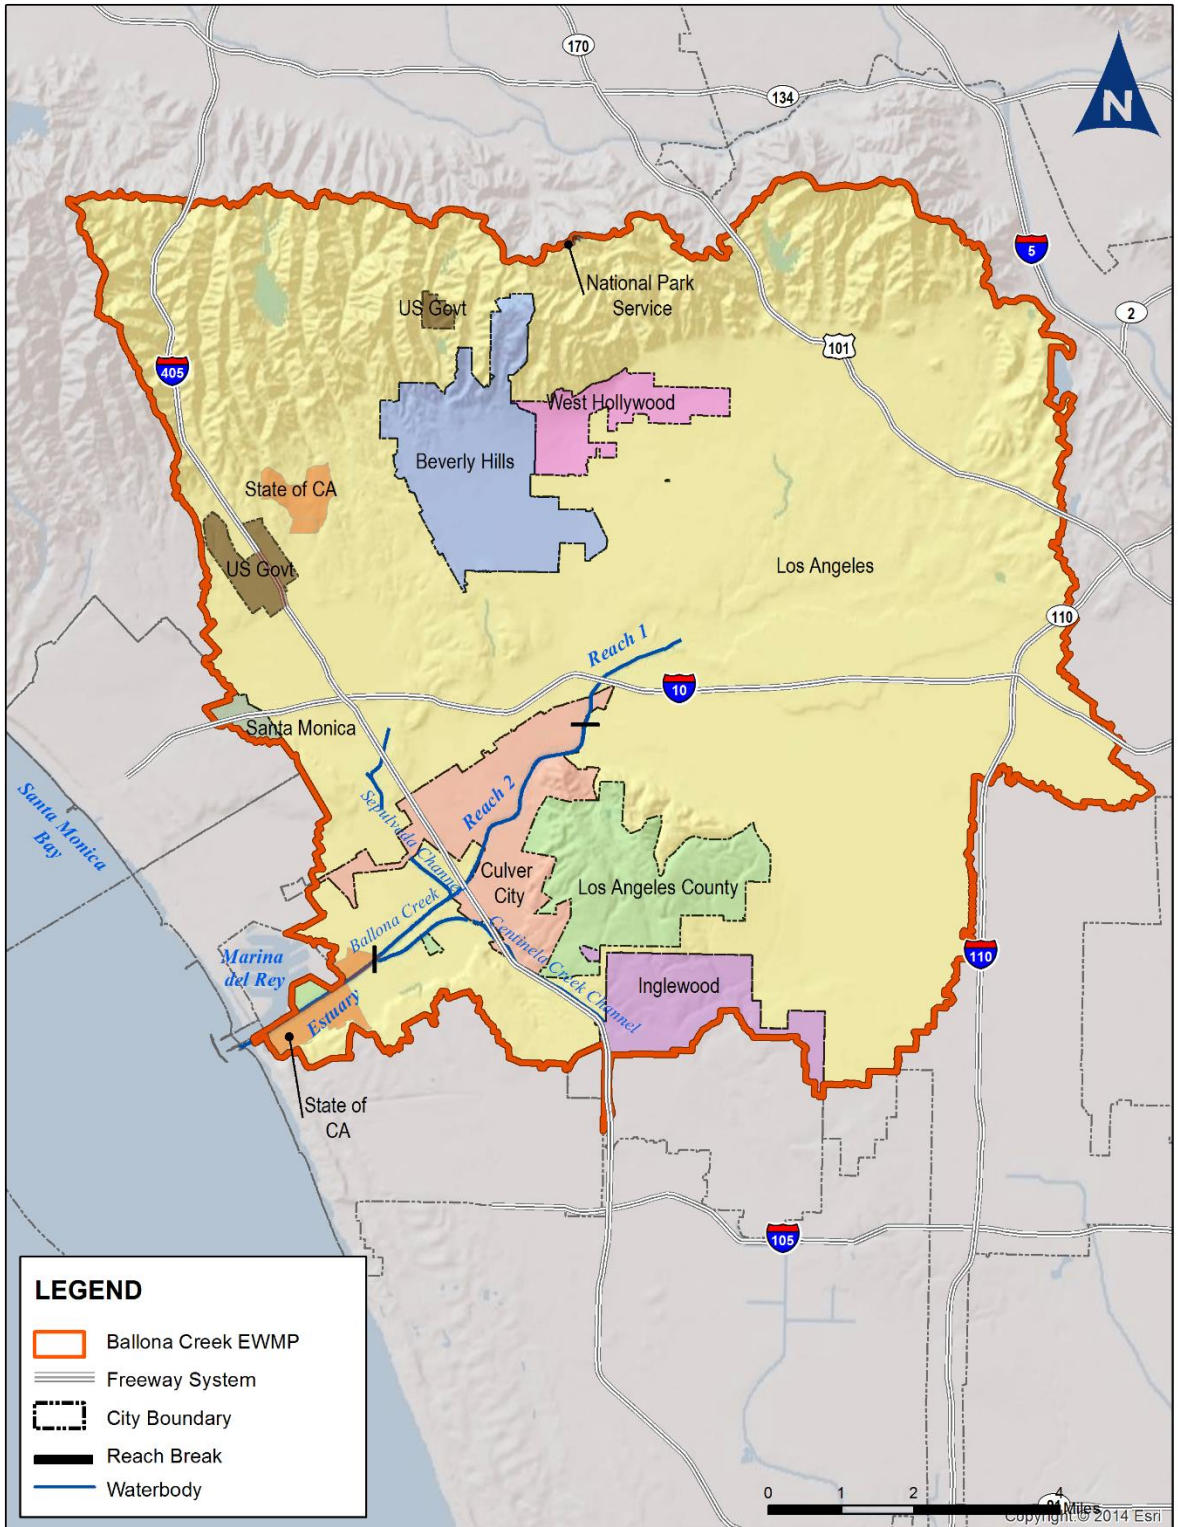 170
134
N
5
National Park
Service
US Govt
2
101
405
West Hollywood
Beverly Hills
State of CA
US Govt
Los Angeles
110
Reach 1
10
Santa Monica
Santa Monica
Bay
Reach 2
Sepulveda Channel
Culver
City
Los Angeles County
Ballona Creek
Centinela Creek Channel
Marina
del Rey
110
Inglewood
Estuary
State of
CA
105
LEGEND
Ballona Creek EWMP
Freeway System
City Boundary
Reach Break
Waterbody
0 1 2 4
Miles
Copyright:© 2014 Esri